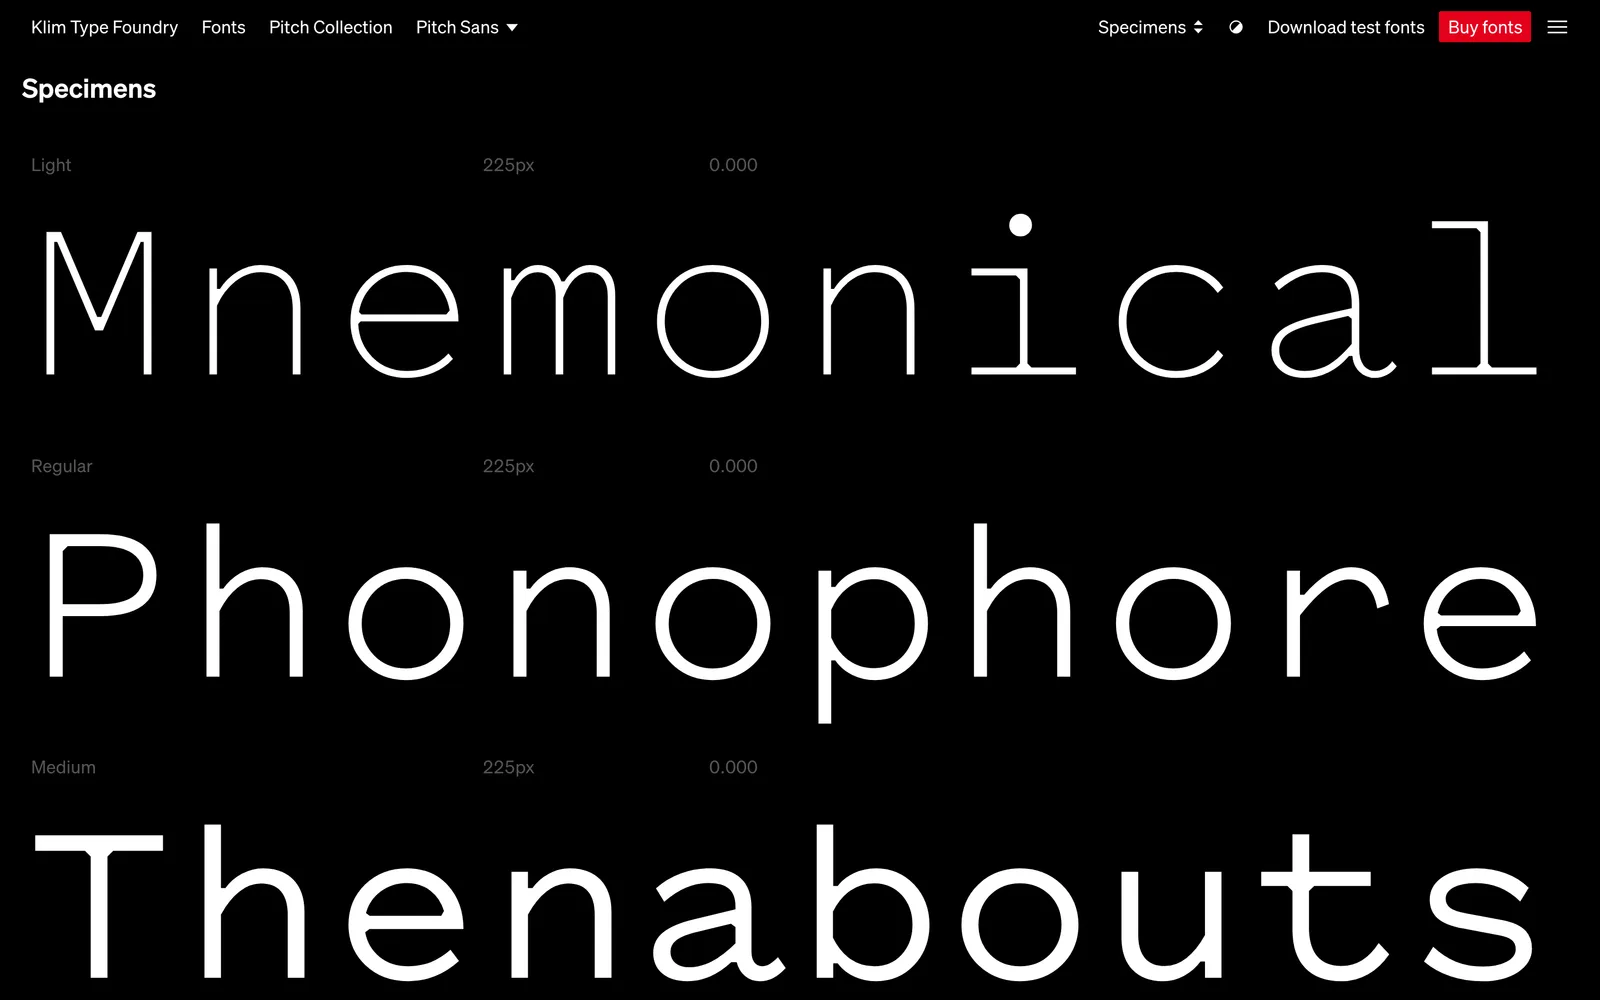 Klim Type Foundry Fonts Pitch Collection Pitch Sans Specimens Download test fonts Buy fonts
Specimens
Light 225px 0.000
Mnemonical
Regular 225px 0.000
Phonophore
Medium 225px 0.000
Thenabouts